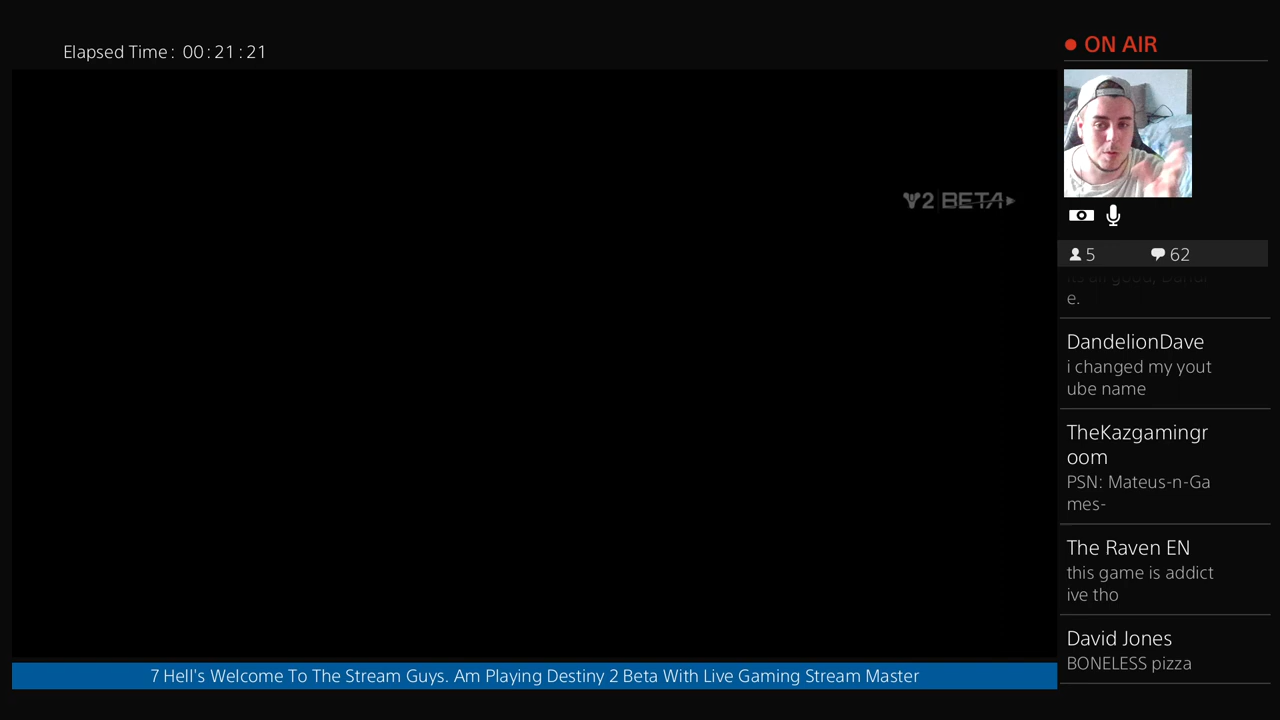 Elapsed Time: 00:21:21
ON AIR
2 BETA
5
62
e.
DandelionDave
i changed my yout
ube name
TheKazgamingr
oom
PSN: Mateus-n-Ga
mes-
The Raven EN
this game is addict
ive tho
David Jones
BONELESS pizza
7 Hell's Welcome To The Stream Guys. Am Playing Destiny 2 Beta With Live Gaming Stream Master